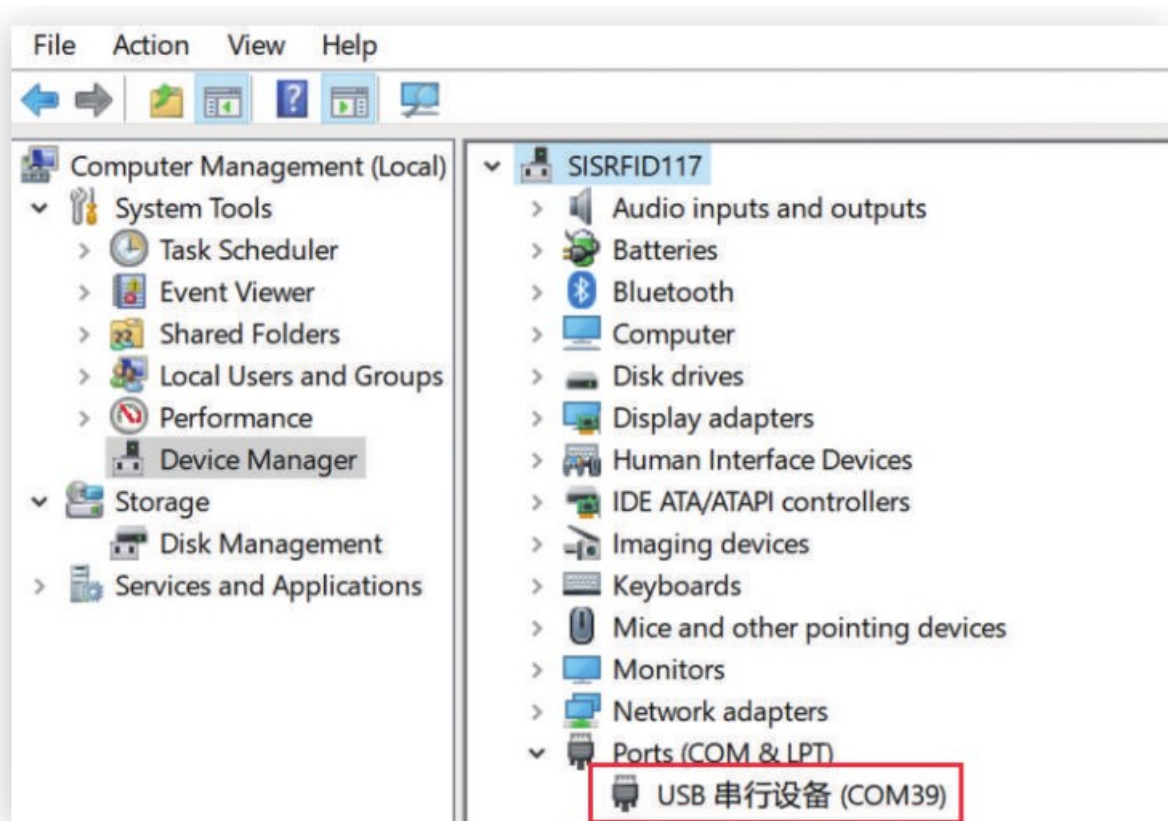 File Action View Help
Computer Management (Local)
System Tools
Task Scheduler
Event Viewer
Shared Folders
Local Users and Groups
Performance
Device Manager
Storage
Disk Management
Services and Applications
SISRFID117
Audio inputs and outputs
Batteries
Bluetooth
Computer
Disk drives
Display adapters
Human Interface Devices
IDE ATA/ATAPI controllers
Imaging devices
Keyboards
Mice and other pointing devices
Monitors
Network adapters
Ports (COM & LPT)
USB 串行设备 (COM39)